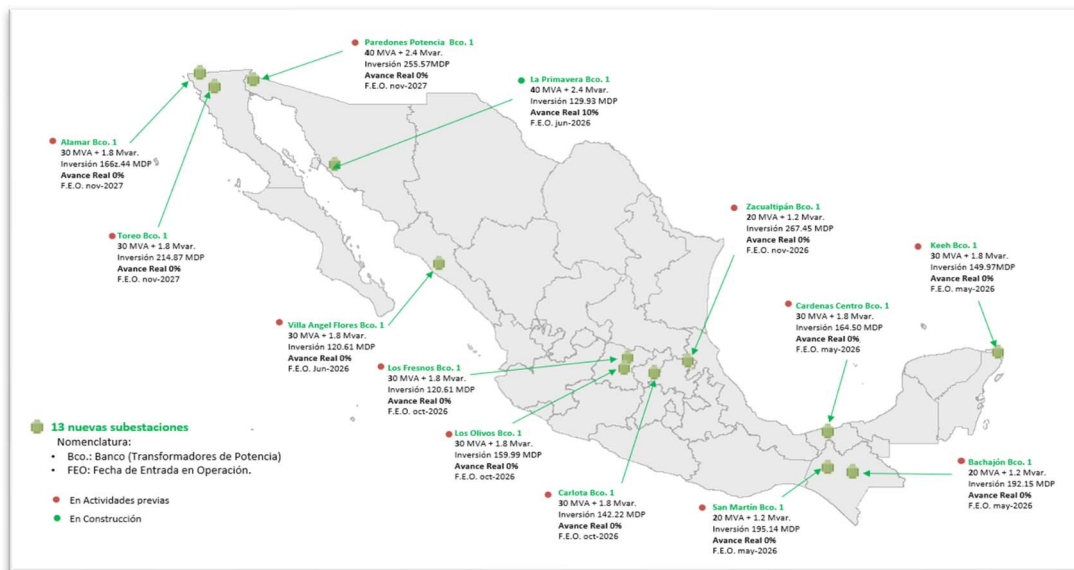 Paredones Potencia Bco. 1
40 MVA + 2.4 Mvar.
Inversión 255.57MDP
Avance Real 0%
F.E.O. nov-2027
La Primavera Bco. 1
40 MVA + 2.4 Mvar.
Inversión 129.93 MDP
Avance Real 10%
F.E.O. jun-2026
Alamar Bco. 1
30 MVA + 1.8 Mvar.
Inversión 166z.44 MDP
Avance Real 0%
F.E.O. nov-2027
Toreo Bco. 1
30 MVA + 1.8 Mvar.
Inversión 214.87 MDP
Avance Real 0%
F.E.O. nov-2027
Zacualtipán Bco. 1
20 MVA + 1.2 Mvar.
Inversión 267.45 MDP
Avance Real 0%
F.E.O. nov-2026
Keeh Bco. 1
30 MVA + 1.8 Mvar.
Inversión 149.97MDP
Avance Real 0%
F.E.O. may-2026
Cardenas Centro Bco. 1
30 MVA + 1.8 Mvar.
Inversión 164.50 MDP
Avance Real 0%
F.E.O. may-2026
Villa Angel Flores Bco. 1
30 MVA + 1.8 Mvar.
Inversión 120.61 MDP
Avance Real 0%
F.E.O. Jun-2026
Los Fresnos Bco. 1
30 MVA + 1.8 Mvar.
Inversión 120.61 MDP
Avance Real 0%
F.E.O. oct-2026
Los Olivos Bco. 1
30 MVA + 1.8 Mvar.
Inversión 159.99 MDP
Avance Real 0%
F.E.O. oct-2026
Carlota Bco. 1
30 MVA + 1.8 Mvar.
Inversión 142.22 MDP
Avance Real 0%
F.E.O. oct-2026
San Martín Bco. 1
20 MVA + 1.2 Mvar.
Inversión 195.14 MDP
Avance Real 0%
F.E.O. may-2026
Bachajón Bco. 1
20 MVA + 1.2 Mvar.
Inversión 192.15 MDP
Avance Real 0%
F.E.O. may-2026
13 nuevas subestaciones
Nomenclatura:
• Bco.: Banco (Transformadores de Potencia)
• FEO: Fecha de Entrada en Operación.
En Actividades previas
En Construcción